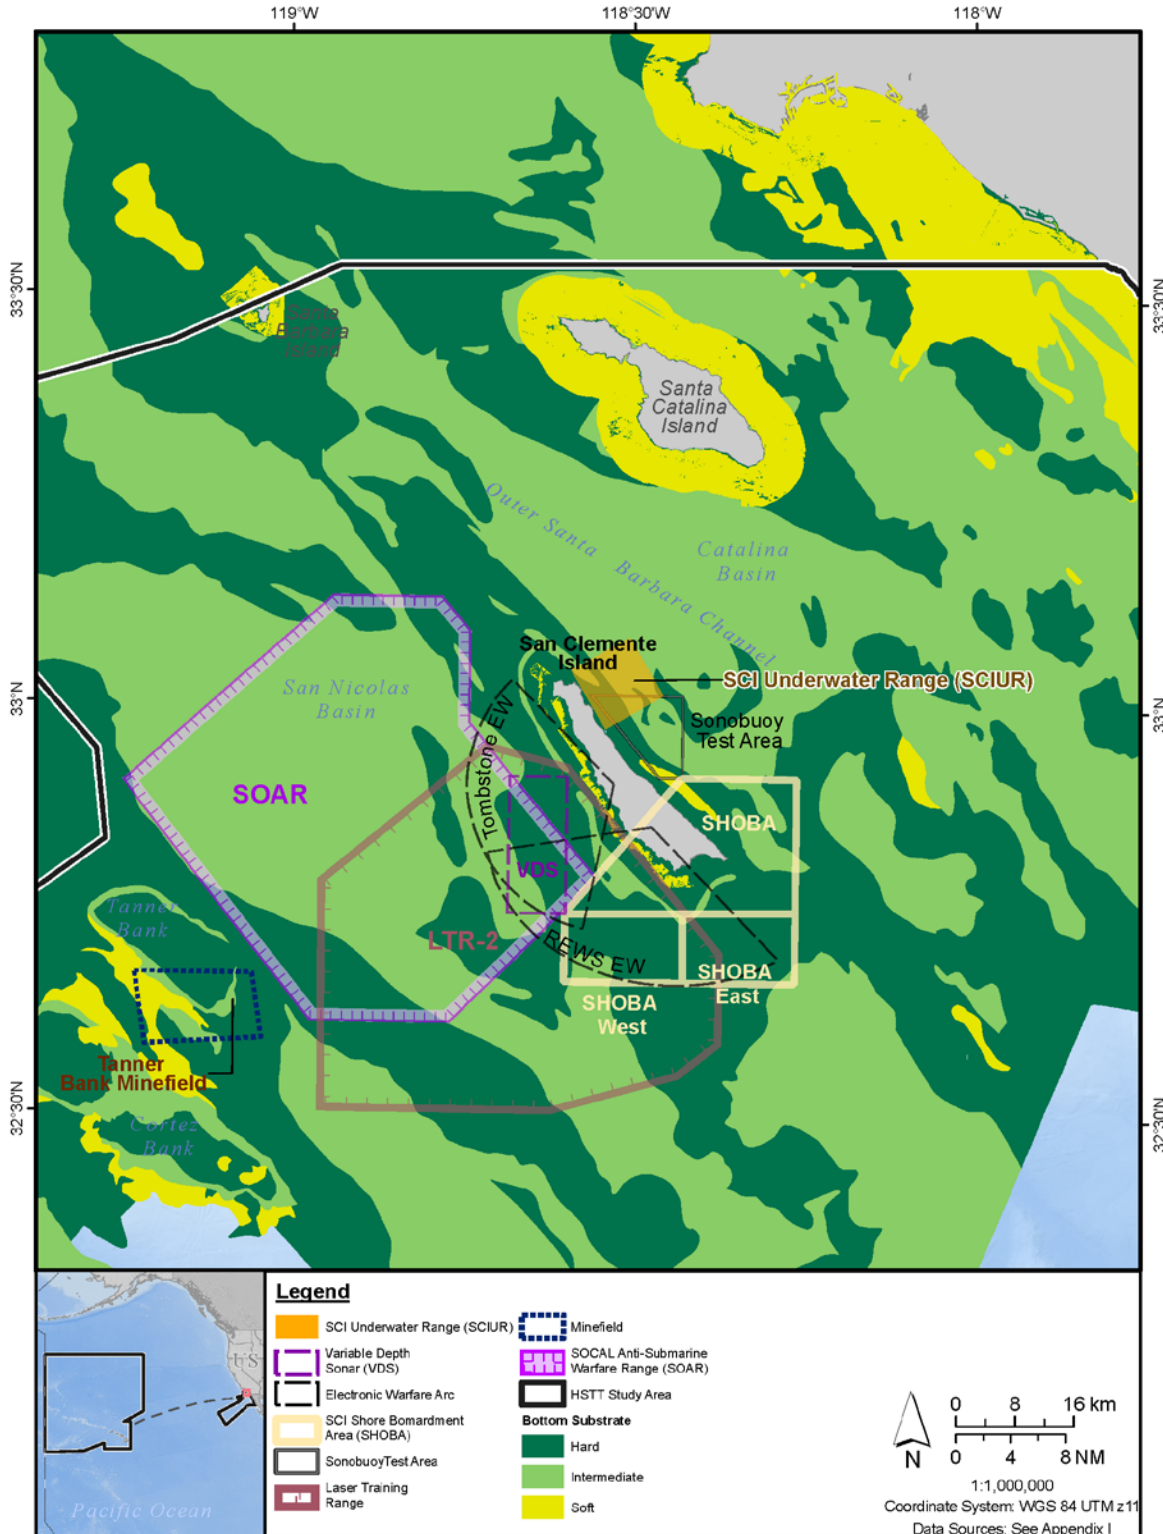 119°W
118°30'W
118°W
33°30'N
33°30'N
Santa
Barbara
Island
Santa
Catalina
Island
Outer Santa Barbara Channel
Catalina
Basin
San Clemente
Island
SCI Underwater Range (SCIUR)
San Nicolas
Basin
33°N
33°N
Sonobuoy
Test Area
Tombstone EW
SOAR
SHOBA
VDS
Tanner
Bank
LTR-2
REWS EW
SHOBA
East
SHOBA
West
Tanner
Bank Minefield
32°30'N
32°30'N
Cortez
Bank
Legend
SCI Underwater Range (SCIUR)
Variable Depth
Sonar (VDS)
Electronic Warfare Arc
SCI Shore Bomardment
Area (SHOBA)
SonobuoyTest Area
Laser Training
Range
Minefield
SOCAL Anti-Submarine
Warfare Range (SOAR)
HSTT Study Area
Bottom Substrate
Hard
Intermediate
Soft
US
Pacific Ocean
N
0 8 16 km
0 4 8 NM
1:1,000,000
Coordinate System: WGS 84 UTM z11
Data Sources: See Appendix I